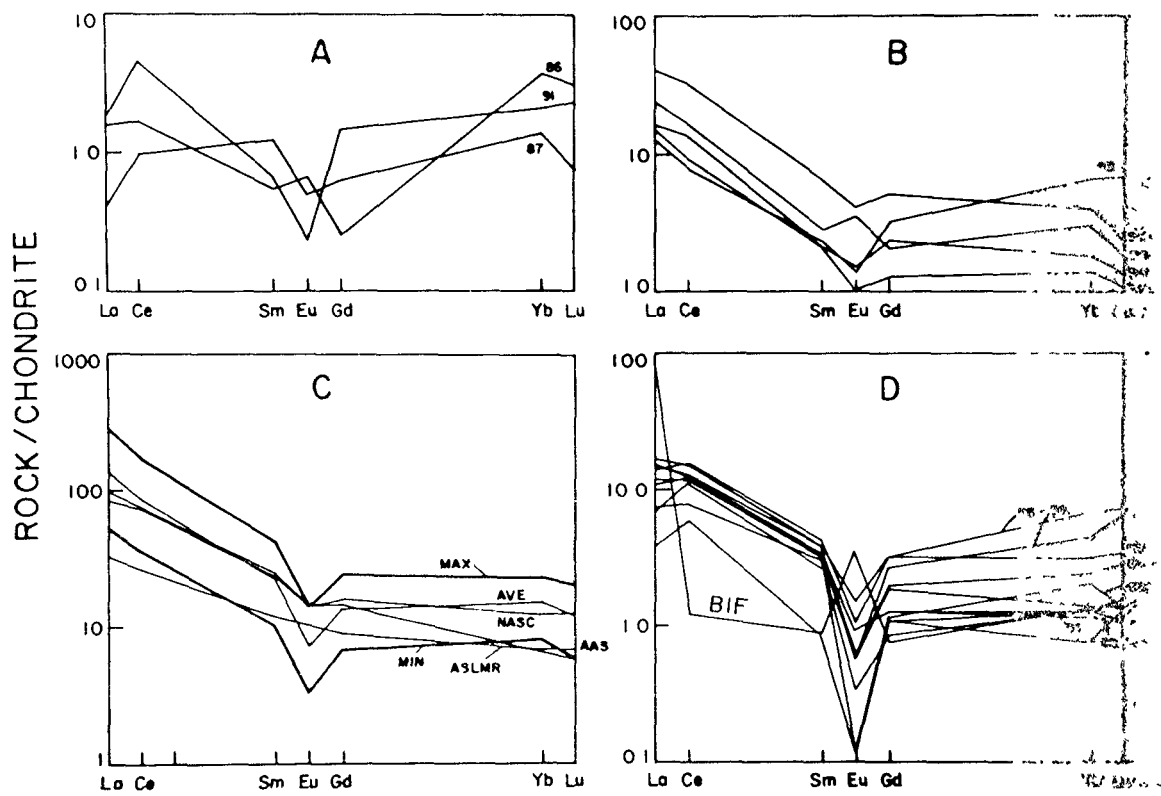 ROCK/CHONDRITE
A
10
1 0
0 1
86
91
87
La Ce Sm Eu Gd Yb Lu
B
100
10
1 0
La Ce Sm Eu Gd
C
1000
100
10
1
MAX
AVE
NASC
AAS
MIN
ASLMR
La Ce Sm Eu Gd Yb Lu
D
100
10 0
1 0
0 1
BIF
La Ce Sm Eu Gd